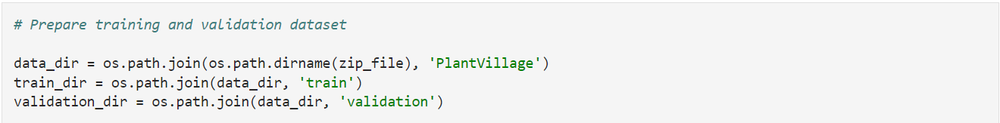 # Prepare training and validation dataset
data_dir = os.path.join(os.path.dirname(zip_file), 'PlantVillage')
train_dir = os.path.join(data_dir, 'train')
validation_dir = os.path.join(data_dir, 'validation')